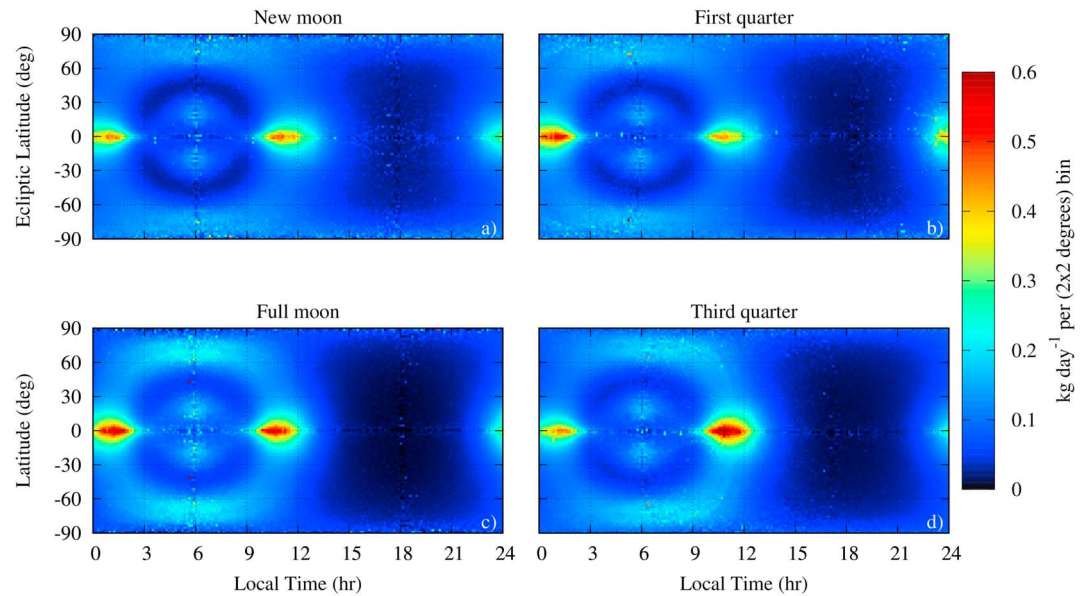 New moon
First quarter
90
60
30
0
-30
-60
-90
Ecliptic Latitude (deg)
a)
b)
0.6
0.5
0.4
0.3
0.2
0.1
0
kg day⁻¹ per (2x2 degrees) bin
Full moon
Third quarter
90
60
30
0
-30
-60
-90
Latitude (deg)
c)
d)
0 3 6 9 12 15 18 21 24
0 3 6 9 12 15 18 21 24
Local Time (hr)
Local Time (hr)